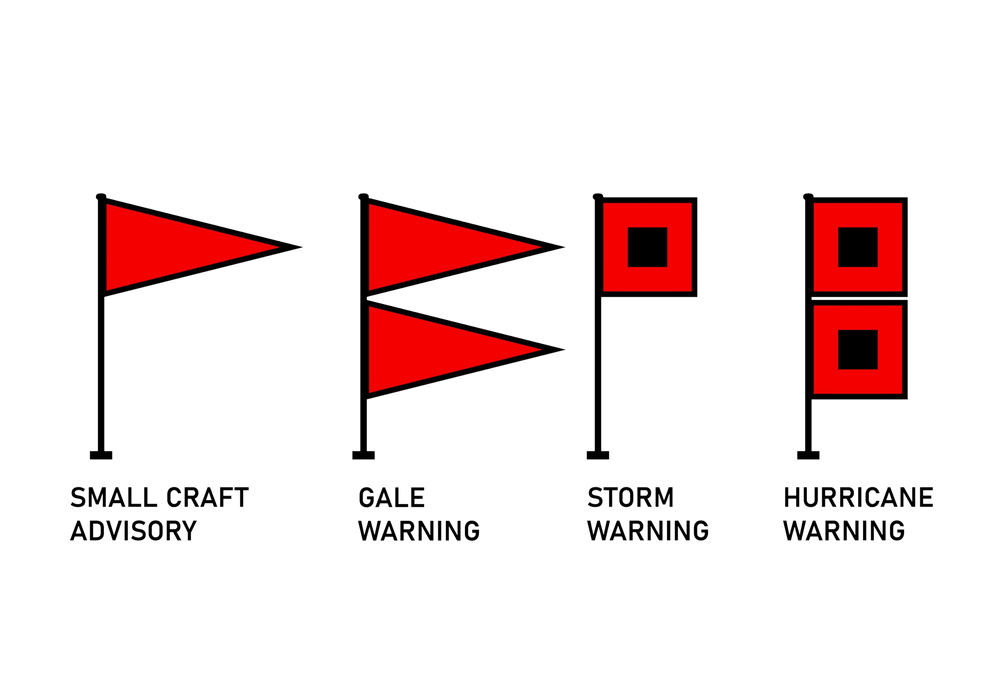 SMALL CRAFT
ADVISORY
GALE
WARNING
STORM
WARNING
HURRICANE
WARNING